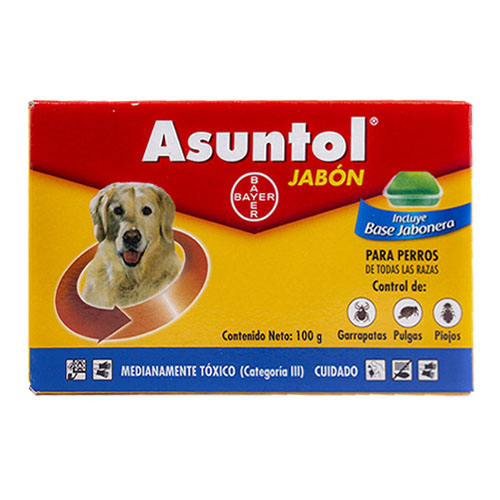 Asuntol®
JABÓN
BAYER
BAYER
Incluye
Base Jabonera
PARA PERROS
DE TODAS LAS RAZAS
Control de:
Garrapatas Pulgas Piojos
Contenido Neto: 100 g
MEDIANAMENTE TÓXICO (Categoría III) CUIDADO